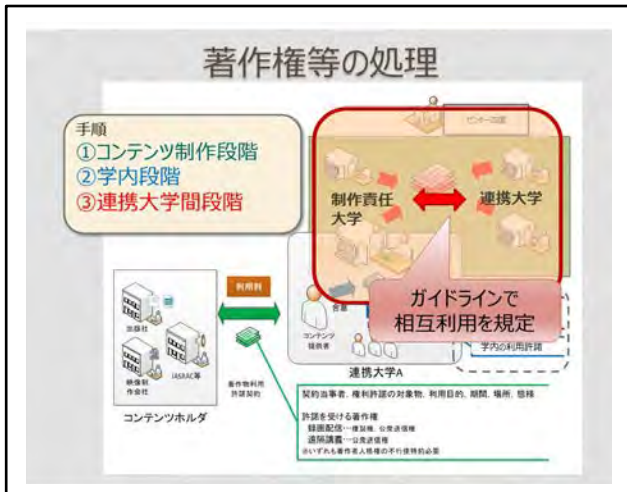 著作権等の処理
手順
①コンテンツ制作段階
②学内段階
③連携大学間段階
制作責任
大学
連携大学
ガイドラインで
相互利用を規定
利用料
出版社
JASRAC等
映像制
作会社
コンテンツホルダ
著作物利用
許諾契約
コンテンツ
提供者
連携大学A
学内の利用許諾
契約当事者、権利許諾の対象物、利用目的、期間、場所、態様
許諾を受ける著作権
録画配信…複製権、公衆送信権
遠隔講義…公衆送信権
※いずれも著作者人格権の不行使特約必要